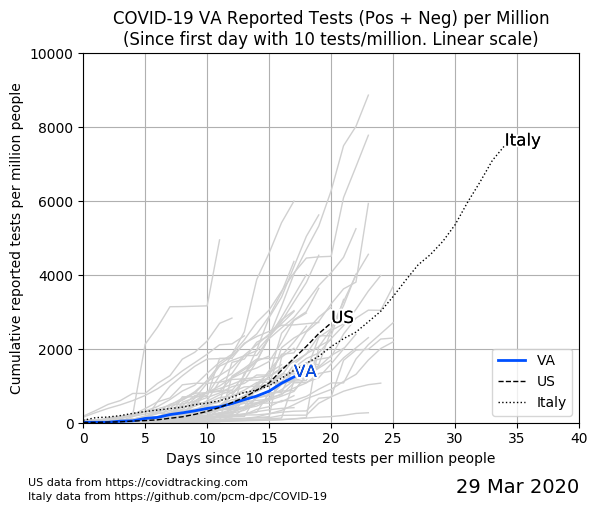 COVID-19 VA Reported Tests (Pos + Neg) per Million
(Since first day with 10 tests/million. Linear scale)
Cumulative reported tests per million people
10000
8000
6000
4000
2000
0
Italy
US
VA
VA
US
Italy
0 5 10 15 20 25 30 35 40
Days since 10 reported tests per million people
US data from https://covidtracking.com
Italy data from https://github.com/pcm-dpc/COVID-19
29 Mar 2020